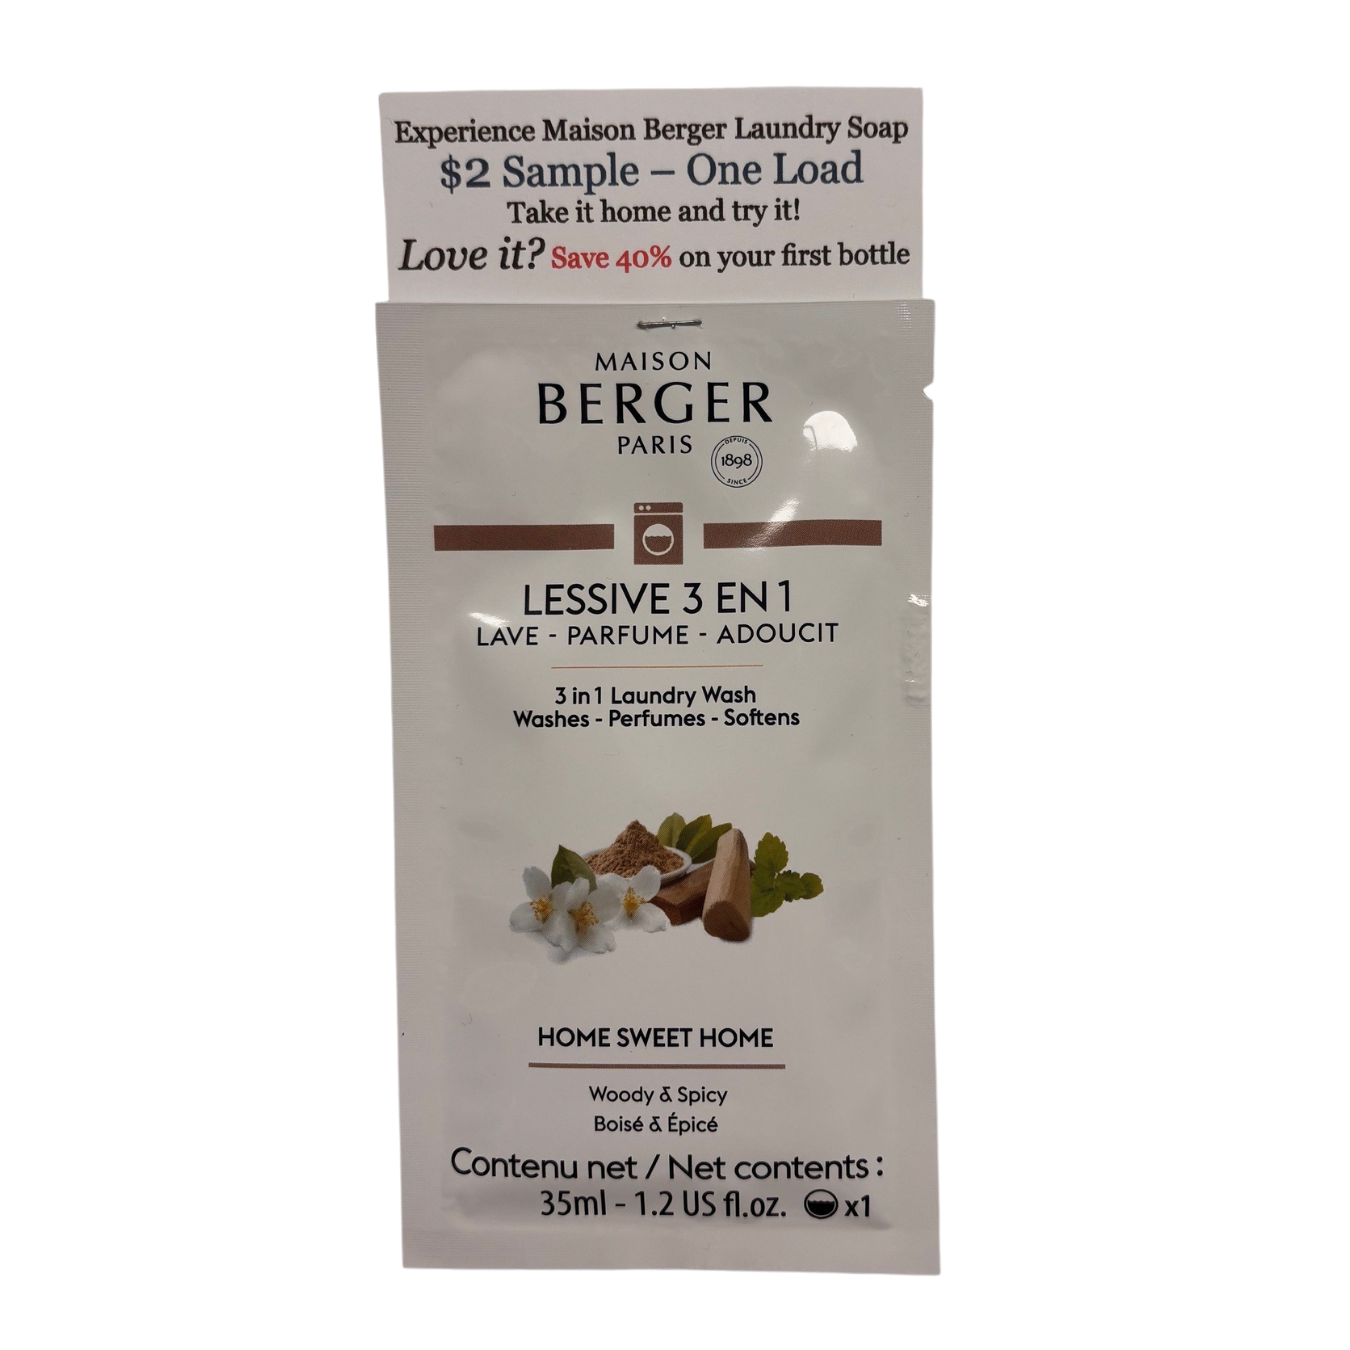 Experience Maison Berger Laundry Soap
$2 Sample – One Load
Take it home and try it!
Love it? Save 40% on your first bottle
MAISON
BERGER
PARIS
DEPUIS
1898
SINCE
LESSIVE 3 EN 1
LAVE - PARFUME - ADOUCIT
3 in 1 Laundry Wash
Washes - Perfumes - Softens
HOME SWEET HOME
Woody & Spicy
Boisé & Épicé
Contenu net / Net contents :
35ml - 1.2 US fl.oz. x1